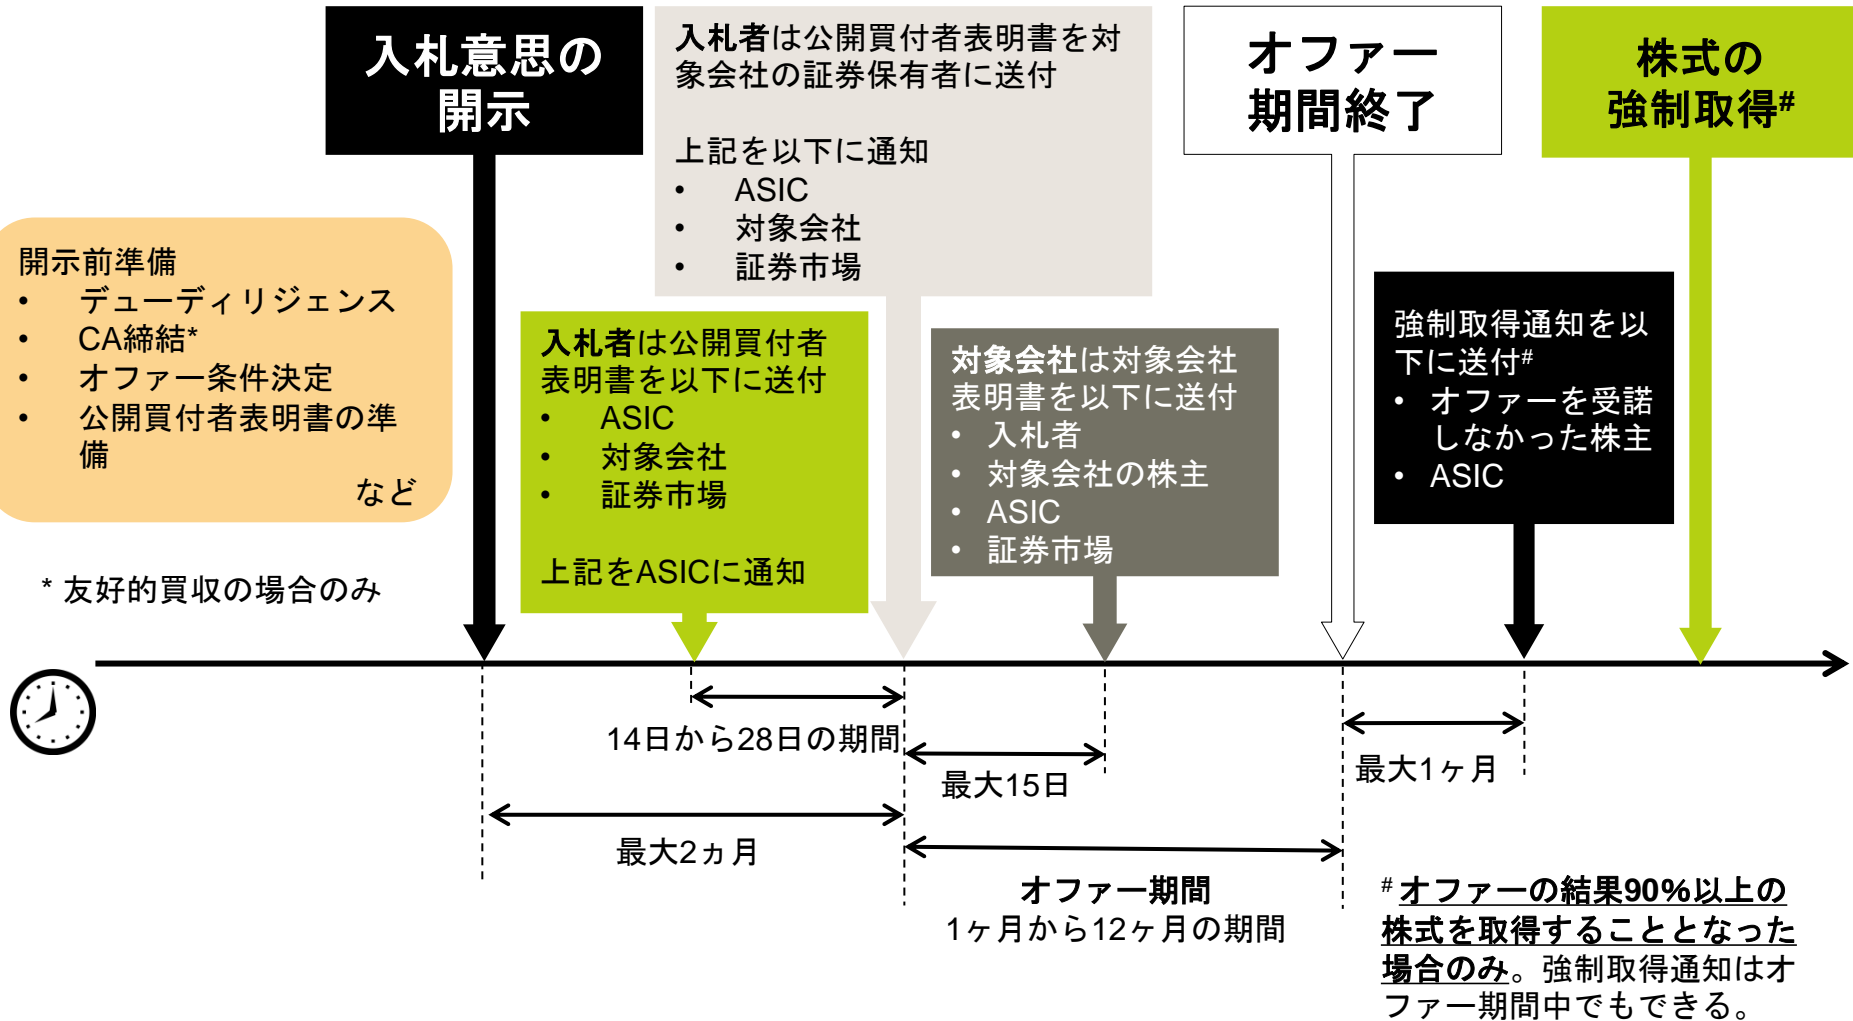 入札意思の
開示
入札者は公開買付者表明書を対
象会社の証券保有者に送付
上記を以下に通知
• ASIC
• 対象会社
• 証券市場
オファー
期間終了
株式の
強制取得#
開示前準備
• デューディリジェンス
• CA締結*
• オファー条件決定
• 公開買付者表明書の準
備
など
* 友好的買収の場合のみ
入札者は公開買付者
表明書を以下に送付
• ASIC
• 対象会社
• 証券市場
上記をASICに通知
対象会社は対象会社
表明書を以下に送付
• 入札者
• 対象会社の株主
• ASIC
• 証券市場
強制取得通知を以
下に送付#
• オファーを受諾
しなかった株主
• ASIC
14日から28日の期間
最大15日
最大1ヶ月
最大2ヵ月
オファー期間
1ヶ月から12ヶ月の期間
# オファーの結果90%以上の
株式を取得することとなった
場合のみ。強制取得通知はオ
ファー期間中でもできる。